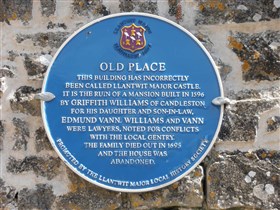 OLD PLACE
THIS BUILDING HAS INCORRECTLY
BEEN CALLED LLANTWIT MAJOR CASTLE.
IT IS THE RUIN OF A MANSION BUILT IN 1596
BY GRIFFITH WILLIAMS OF CANDLESTON
FOR HIS DAUGHTER AND SON-IN-LAW,
EDMUND VANN. WILLIAMS AND VANN
WERE LAWYERS, NOTED FOR CONFLICTS
WITH THE LOCAL GENTRY.
THE FAMILY DIED OUT IN 1695
AND THE HOUSE WAS
ABANDONED.
PROMOTED BY THE LLANTWIT MAJOR LOCAL HISTORY SOCIETY